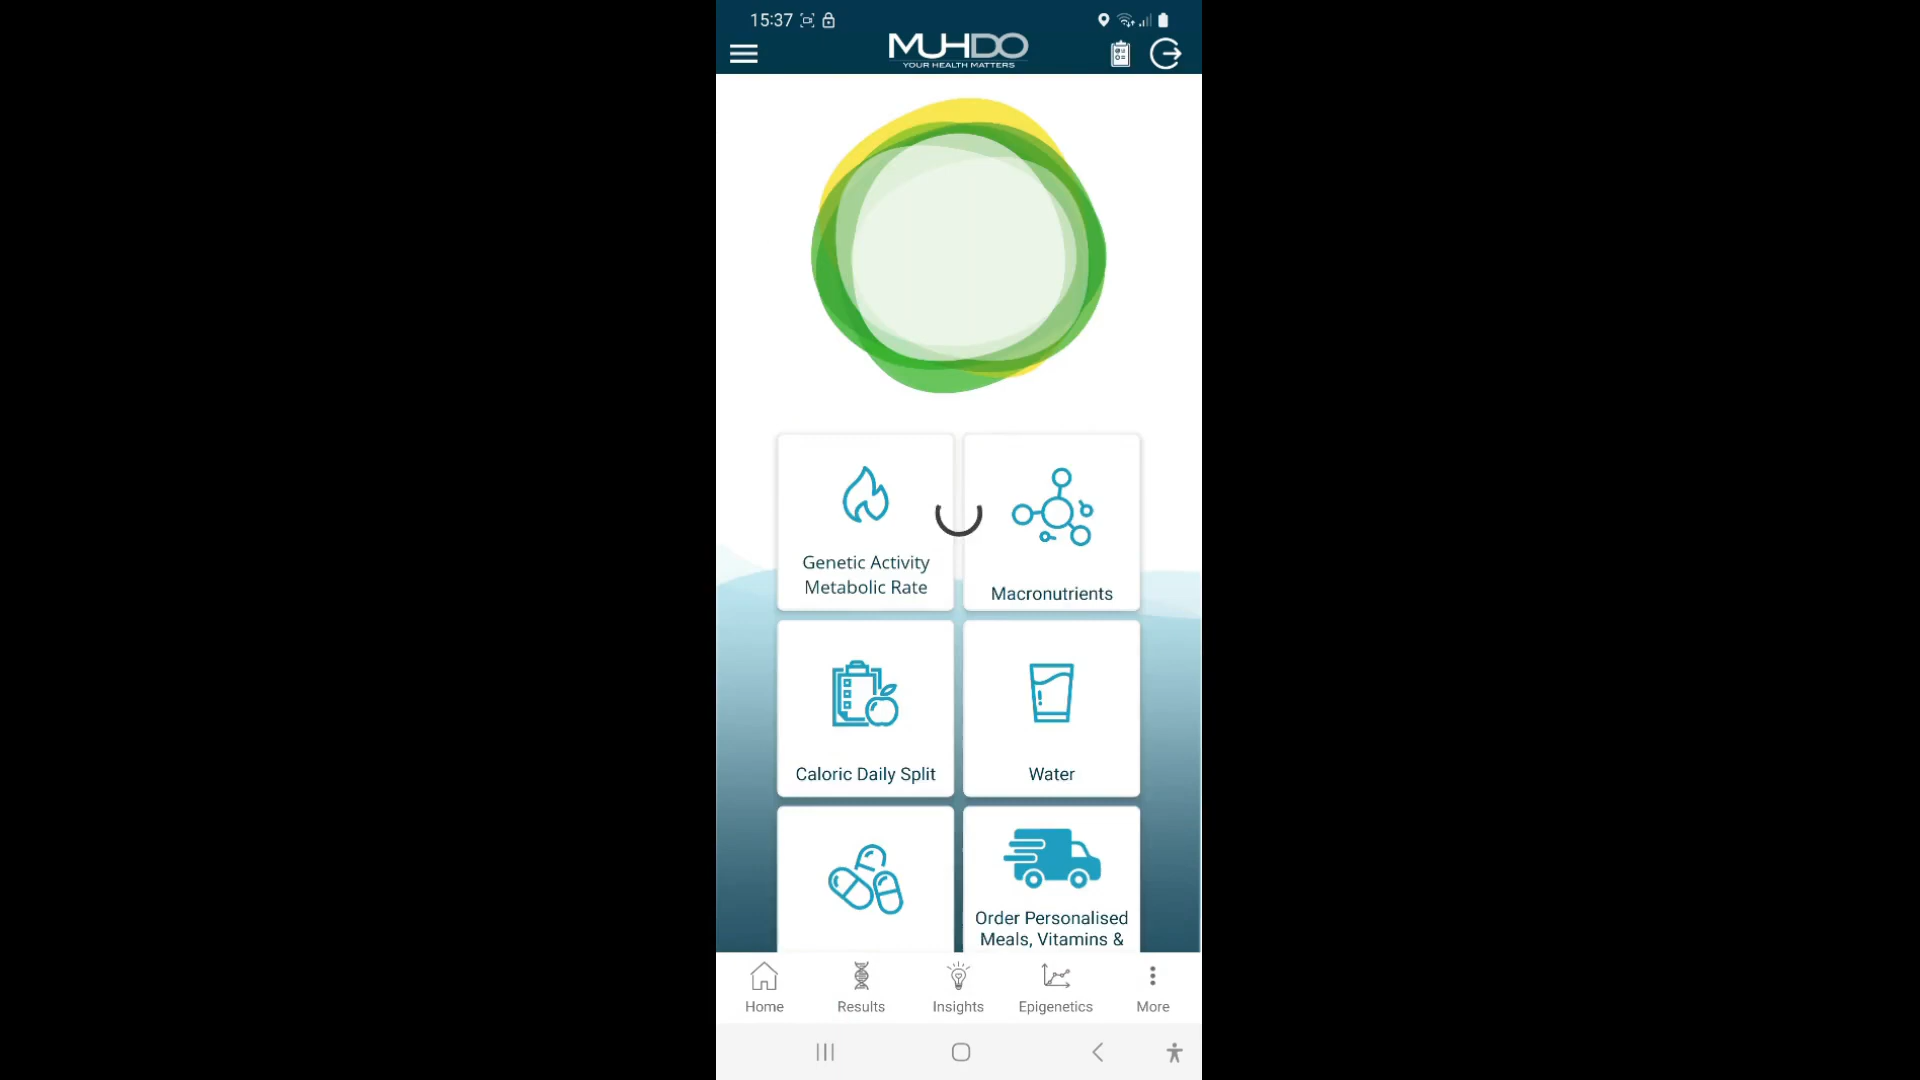 15:37
MUHDO
YOUR HEALTH MATTERS
Genetic Activity
Metabolic Rate
Macronutrients
Caloric Daily Split
Water
Order Personalised
Meals, Vitamins &
Home
Results
Insights
Epigenetics
More